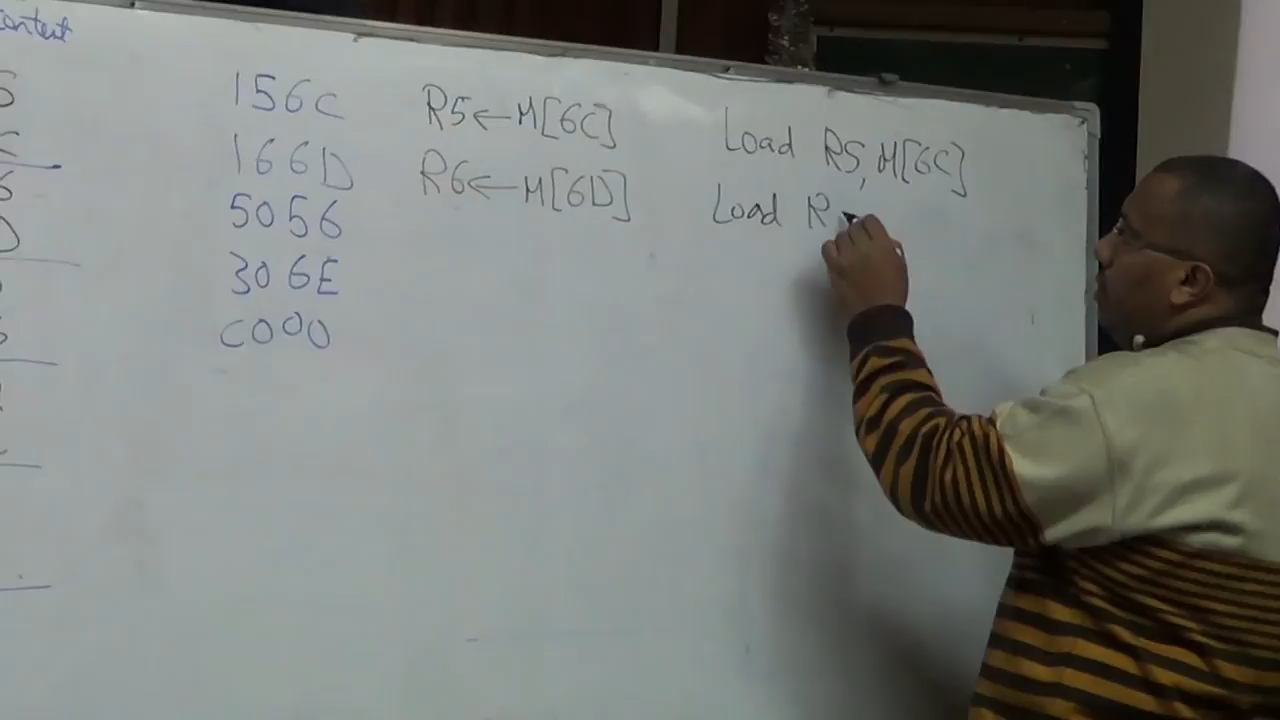 content
156C R5←M[6C] Load R5,M[6C]
166D R6←M[6D] Load R
5056
306E
C000